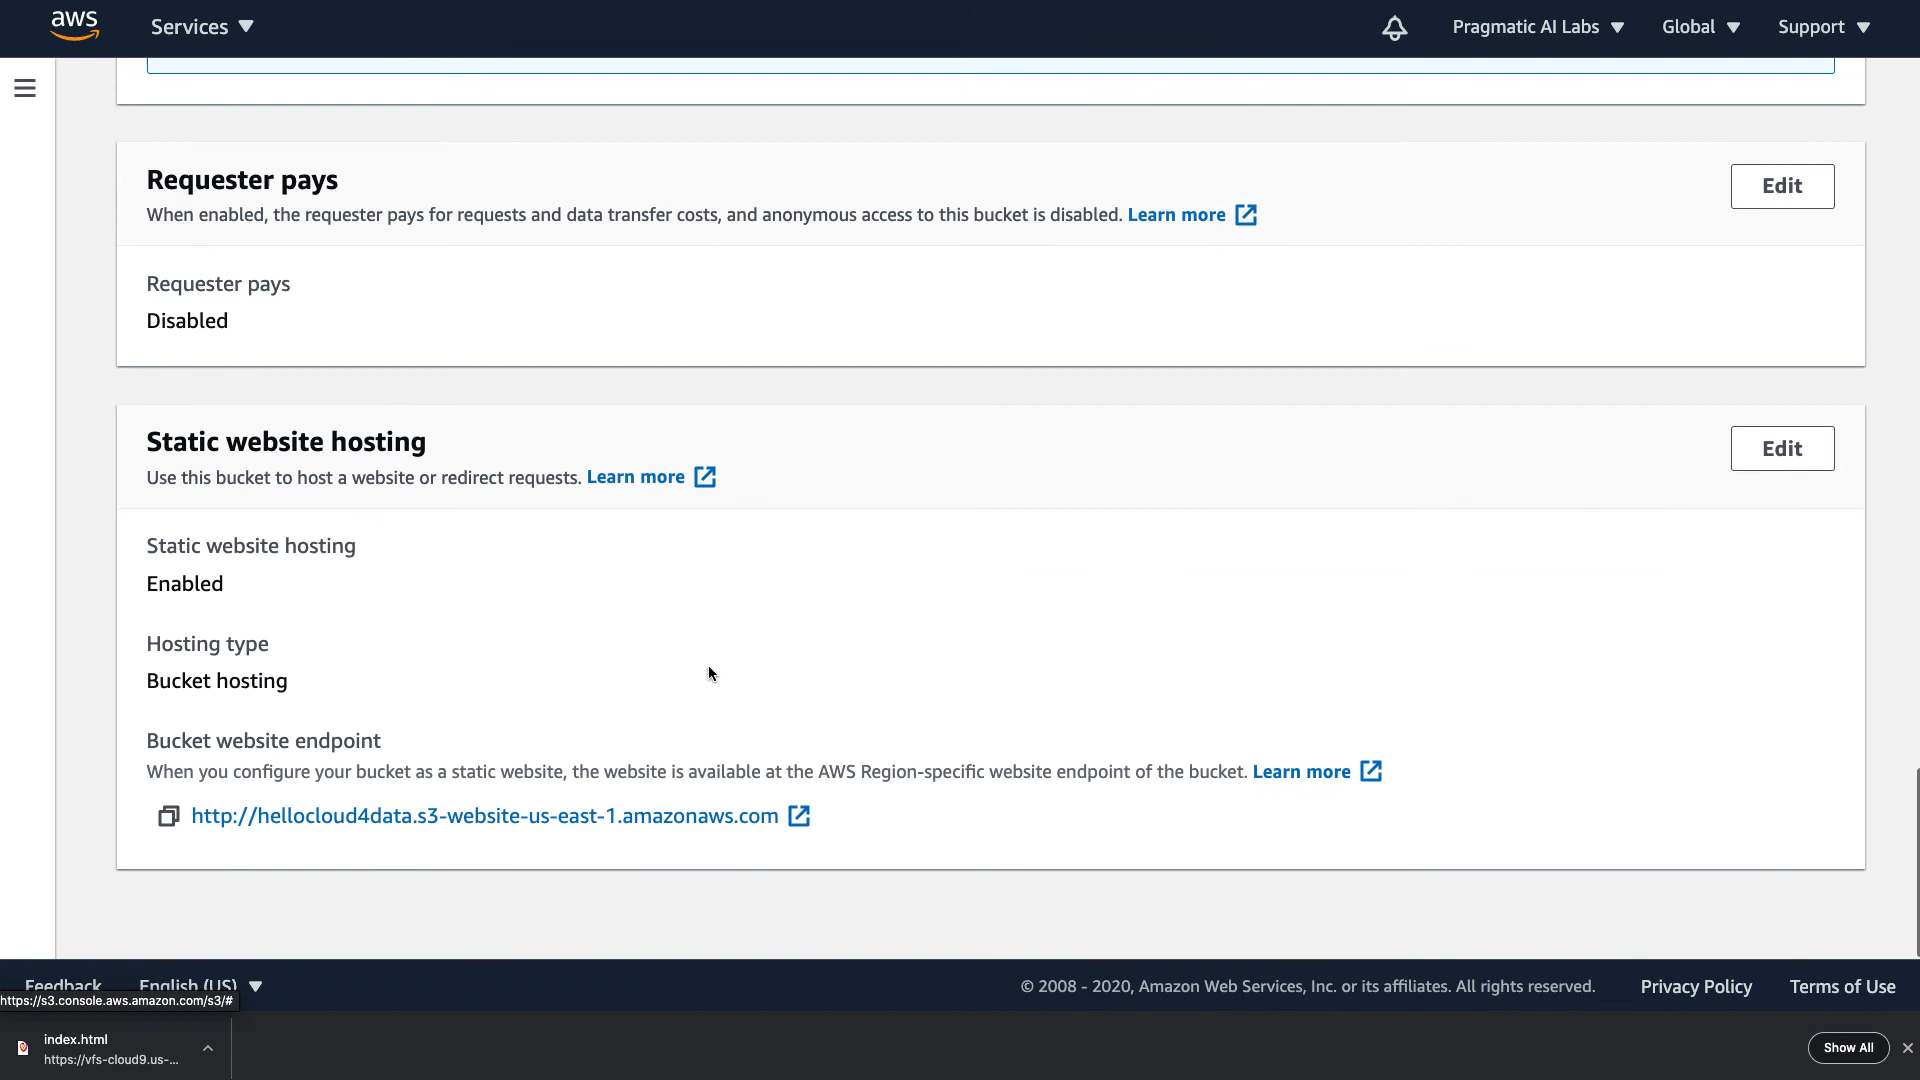 aws
Services
Pragmatic AI Labs
Global
Support
Requester pays
Edit
When enabled, the requester pays for requests and data transfer costs, and anonymous access to this bucket is disabled. Learn more
Requester pays
Disabled
Static website hosting
Edit
Use this bucket to host a website or redirect requests. Learn more
Static website hosting
Enabled
Hosting type
Bucket hosting
Bucket website endpoint
When you configure your bucket as a static website, the website is available at the AWS Region-specific website endpoint of the bucket. Learn more
http://hellocloud4data.s3-website-us-east-1.amazonaws.com
Feedback
English (US)
© 2008 - 2020, Amazon Web Services, Inc. or its affiliates. All rights reserved.
Privacy Policy
Terms of Use
https://s3.console.aws.amazon.com/s3/#
index.html
https://vfs-cloud9.us-...
Show All